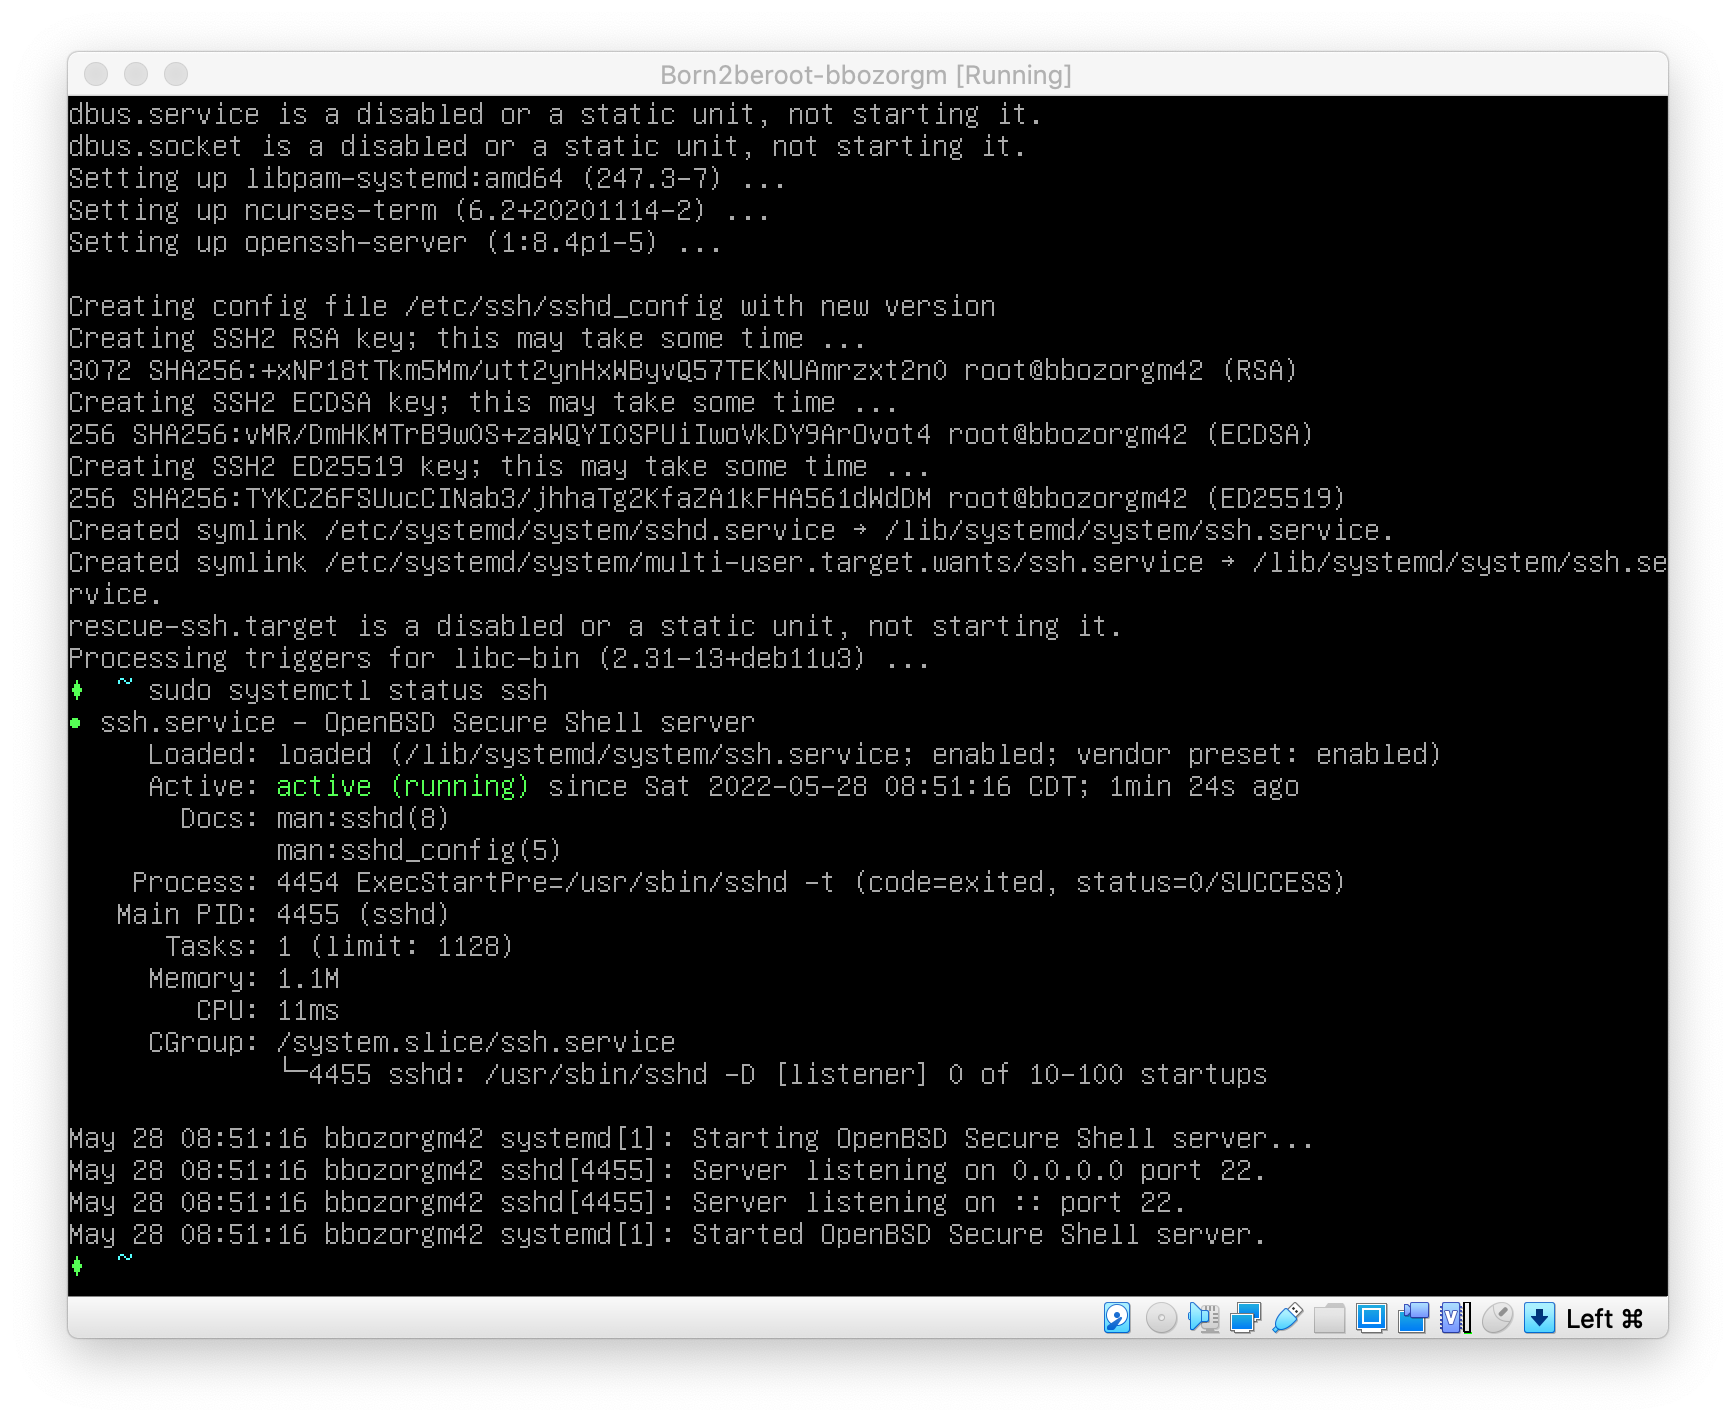 Born2beroot-bbozorgm [Running]
dbus.service is a disabled or a static unit, not starting it.
dbus.socket is a disabled or a static unit, not starting it.
Setting up libpam-systemd:amd64 (247.3-7) ...
Setting up ncurses-term (6.2+20201114-2) ...
Setting up openssh-server (1:8.4p1-5) ...
Creating config file /etc/ssh/sshd_config with new version
Creating SSH2 RSA key; this may take some time ...
3072 SHA256:+xNP18tTkm5Mm/utt2ynHxWByvQ57TEKNUAmrzxt2n0 root@bbozorgm42 (RSA)
Creating SSH2 ECDSA key; this may take some time ...
256 SHA256:vMR/DmHKMTrB9wOS+zaWQYIOSPUiIwoVkDY9ArOvot4 root@bbozorgm42 (ECDSA)
Creating SSH2 ED25519 key; this may take some time ...
256 SHA256:TYKCZ6FSUucCINab3/jhhaTg2KfaZA1kFHA561dWdDM root@bbozorgm42 (ED25519)
Created symlink /etc/systemd/system/sshd.service → /lib/systemd/system/ssh.service.
Created symlink /etc/systemd/system/multi-user.target.wants/ssh.service → /lib/systemd/system/ssh.se
rvice.
rescue-ssh.target is a disabled or a static unit, not starting it.
Processing triggers for libc-bin (2.31-13+deb11u3) ...
♦ ~ sudo systemctl status ssh
● ssh.service - OpenBSD Secure Shell server
Loaded: loaded (/lib/systemd/system/ssh.service; enabled; vendor preset: enabled)
Active: active (running) since Sat 2022-05-28 08:51:16 CDT; 1min 24s ago
Docs: man:sshd(8)
man:sshd_config(5)
Process: 4454 ExecStartPre=/usr/sbin/sshd -t (code=exited, status=0/SUCCESS)
Main PID: 4455 (sshd)
Tasks: 1 (limit: 1128)
Memory: 1.1M
CPU: 11ms
CGroup: /system.slice/ssh.service
└─4455 sshd: /usr/sbin/sshd -D [listener] 0 of 10-100 startups
May 28 08:51:16 bbozorgm42 systemd[1]: Starting OpenBSD Secure Shell server...
May 28 08:51:16 bbozorgm42 sshd[4455]: Server listening on 0.0.0.0 port 22.
May 28 08:51:16 bbozorgm42 sshd[4455]: Server listening on :: port 22.
May 28 08:51:16 bbozorgm42 systemd[1]: Started OpenBSD Secure Shell server.
♦ ~
Left ⌘